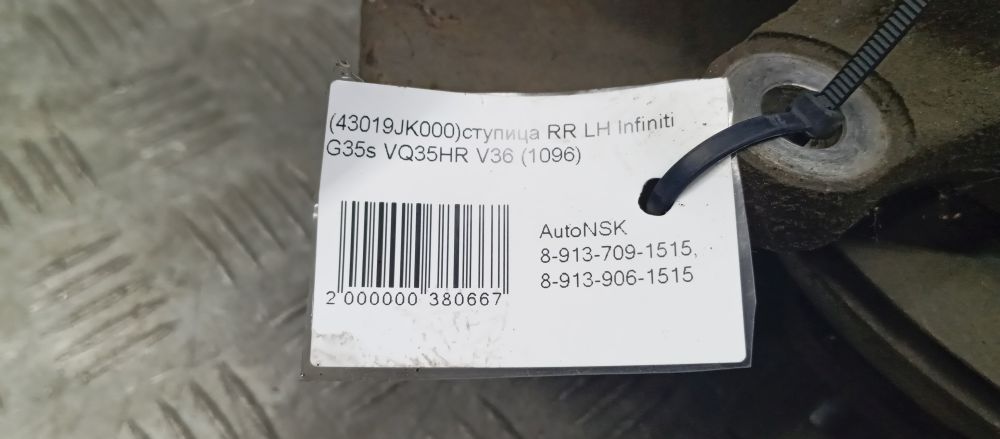 (43019JK000)ступица RR LH Infiniti
G35s VQ35HR V36 (1096)
AutoNSK
8-913-709-1515,
8-913-906-1515
2 000000 380667